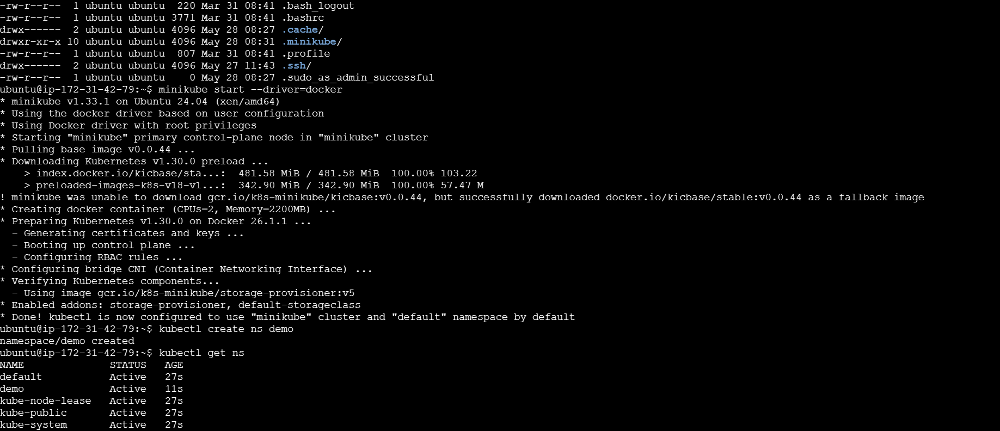 -rw-r--r--  1 ubuntu ubuntu  220 Mar 31 08:41 .bash_logout
-rw-r--r--  1 ubuntu ubuntu 3771 Mar 31 08:41 .bashrc
drwx------  2 ubuntu ubuntu 4096 May 28 08:27 .cache/
drwxr-xr-x 10 ubuntu ubuntu 4096 May 28 08:31 .minikube/
-rw-r--r--  1 ubuntu ubuntu  807 Mar 31 08:41 .profile
drwx------  2 ubuntu ubuntu 4096 May 27 11:43 .ssh/
-rw-r--r--  1 ubuntu ubuntu    0 May 28 08:27 .sudo_as_admin_successful
ubuntu@ip-172-31-42-79:~$ minikube start --driver=docker
* minikube v1.33.1 on Ubuntu 24.04 (xen/amd64)
* Using the docker driver based on user configuration
* Using Docker driver with root privileges
* Starting "minikube" primary control-plane node in "minikube" cluster
* Pulling base image v0.0.44 ...
* Downloading Kubernetes v1.30.0 preload ...
    > index.docker.io/kicbase/sta...:  481.58 MiB / 481.58 MiB  100.00% 103.22
    > preloaded-images-k8s-v18-v1...:  342.90 MiB / 342.90 MiB  100.00% 57.47 M
! minikube was unable to download gcr.io/k8s-minikube/kicbase:v0.0.44, but successfully downloaded docker.io/kicbase/stable:v0.0.44 as a fallback image
* Creating docker container (CPUs=2, Memory=2200MB) ...
* Preparing Kubernetes v1.30.0 on Docker 26.1.1 ...
  - Generating certificates and keys ...
  - Booting up control plane ...
  - Configuring RBAC rules ...
* Configuring bridge CNI (Container Networking Interface) ...
* Verifying Kubernetes components...
  - Using image gcr.io/k8s-minikube/storage-provisioner:v5
* Enabled addons: storage-provisioner, default-storageclass
* Done! kubectl is now configured to use "minikube" cluster and "default" namespace by default
ubuntu@ip-172-31-42-79:~$ kubectl create ns demo
namespace/demo created
ubuntu@ip-172-31-42-79:~$ kubectl get ns
NAME              STATUS   AGE
default           Active   27s
demo              Active   11s
kube-node-lease   Active   27s
kube-public       Active   27s
kube-system       Active   27s